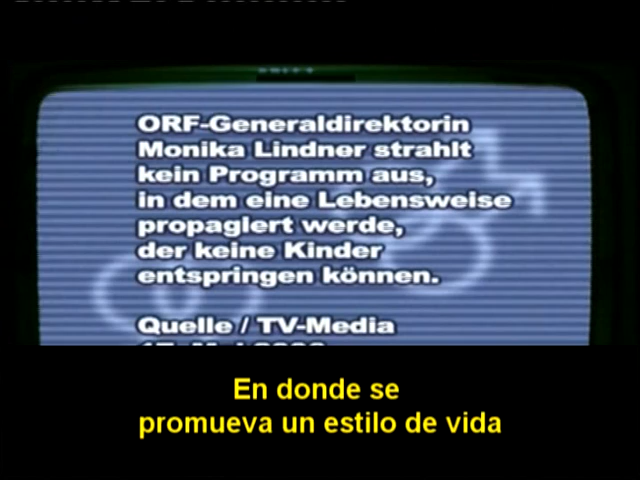 ORF-Generaldirektorin
Monika Lindner strahlt
kein Programm aus,
in dem eine Lebensweise
propagiert werde,
der keine Kinder
entspringen können.
Quelle / TV-Media
En donde se
promueva un estilo de vida